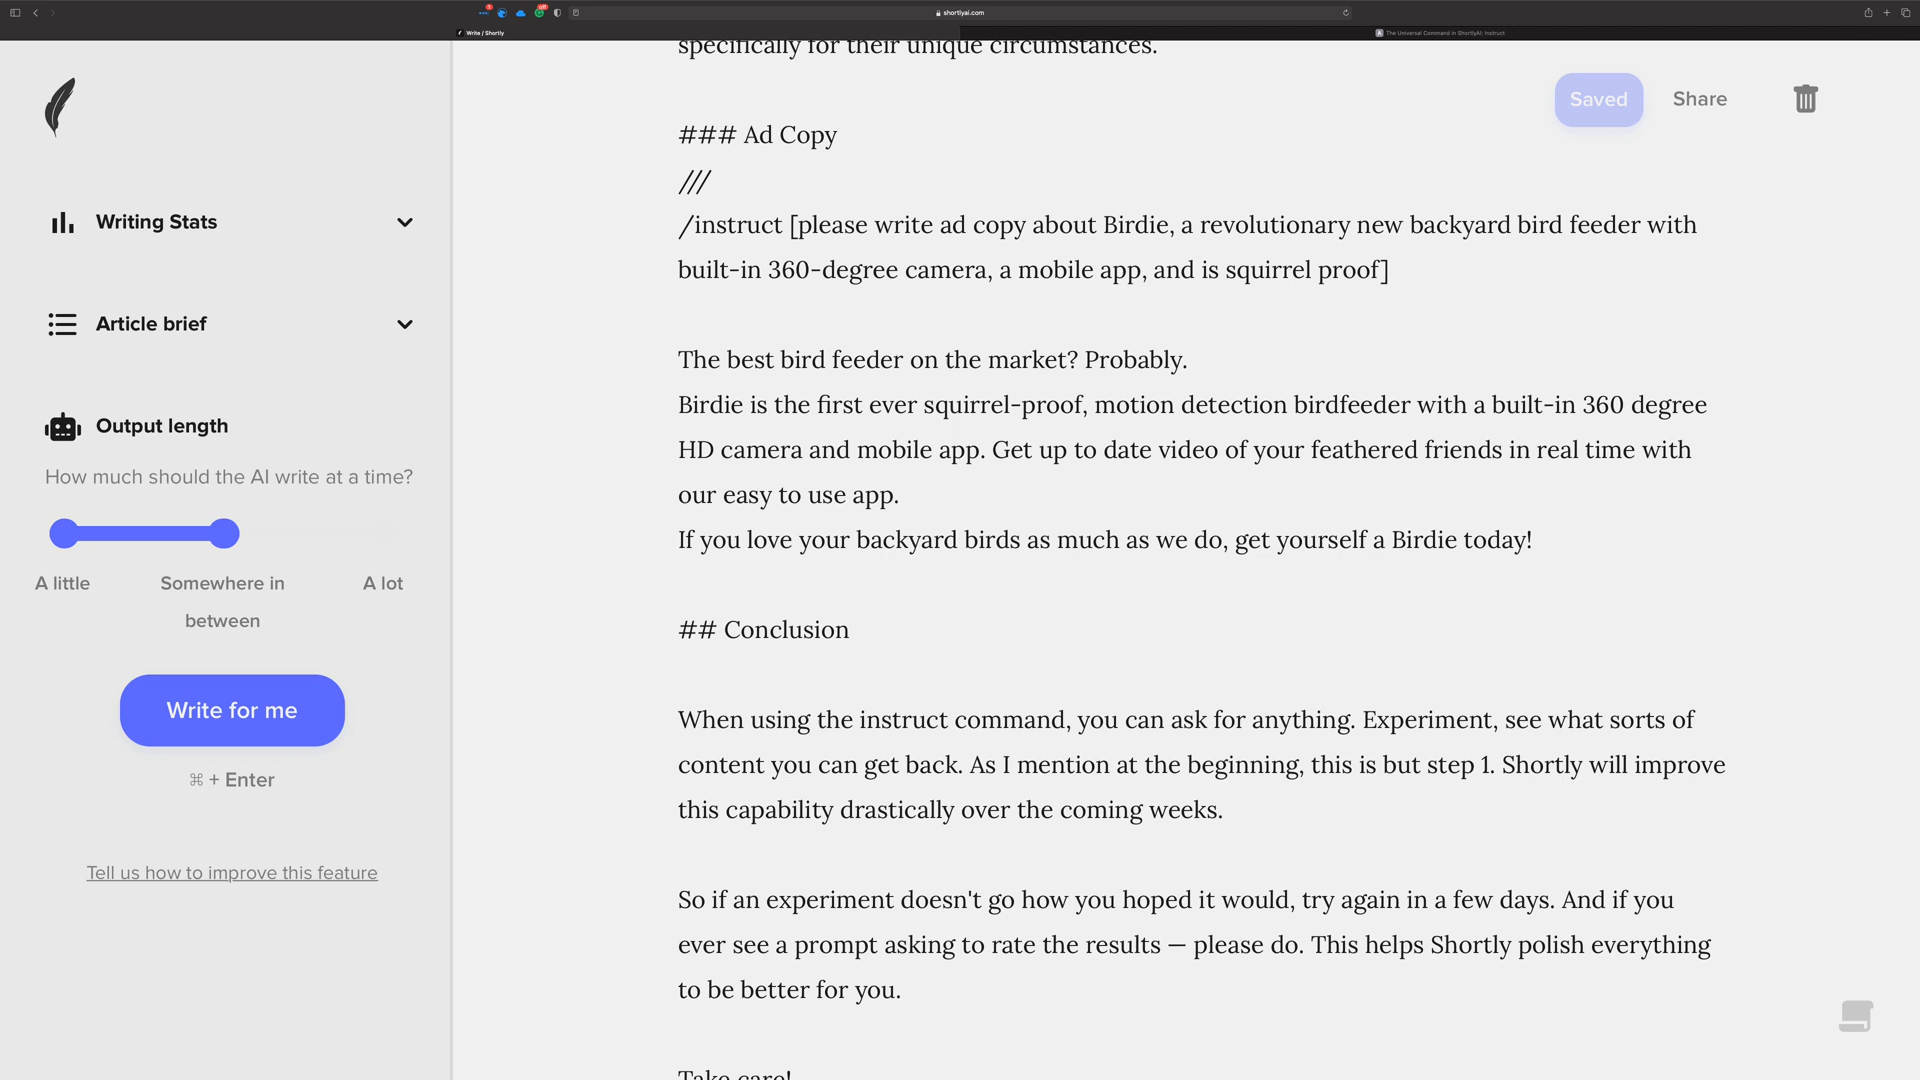 shortlyai.com
Write / Shortly
The Universal Command in ShortlyAI: Instruct
specifically for their unique circumstances.
Saved
Share
### Ad Copy
///
Writing Stats
/instruct [please write ad copy about Birdie, a revolutionary new backyard bird feeder with
built-in 360-degree camera, a mobile app, and is squirrel proof]
Article brief
The best bird feeder on the market? Probably.
Birdie is the first ever squirrel-proof, motion detection birdfeeder with a built-in 360 degree
HD camera and mobile app. Get up to date video of your feathered friends in real time with
our easy to use app.
If you love your backyard birds as much as we do, get yourself a Birdie today!
Output length
How much should the AI write at a time?
A little
Somewhere in
between
A lot
Write for me
⌘ + Enter
Tell us how to improve this feature
## Conclusion
When using the instruct command, you can ask for anything. Experiment, see what sorts of
content you can get back. As I mention at the beginning, this is but step 1. Shortly will improve
this capability drastically over the coming weeks.
So if an experiment doesn't go how you hoped it would, try again in a few days. And if you
ever see a prompt asking to rate the results — please do. This helps Shortly polish everything
to be better for you.
Take care!